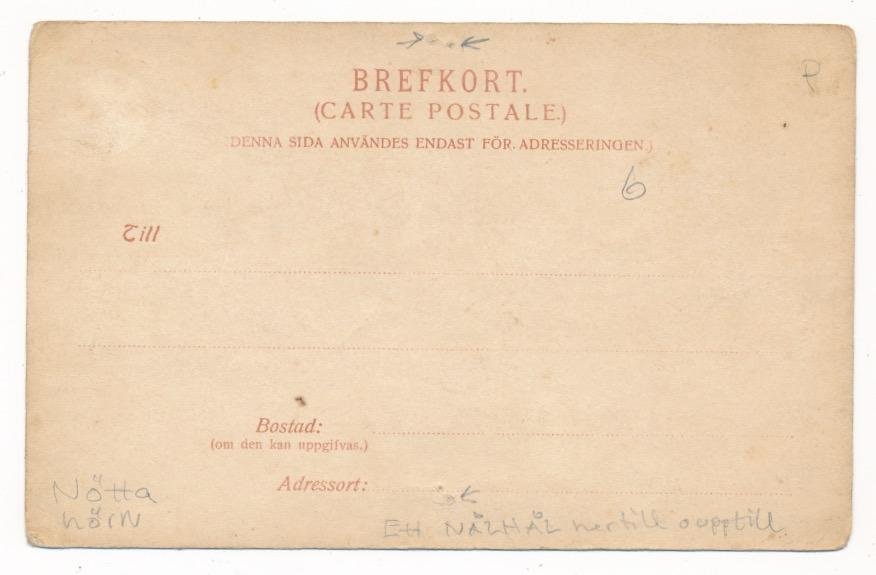 BREFKORT.
P
(CARTE POSTALE.)
(DENNA SIDA ANVÄNDES ENDAST FÖR ADRESSERINGEN.)
6
Till
Bostad:
(om den kan uppgifvas.)
Adressort:
Nötta
hörn
Ett NÅLHÅL nertill o upptill